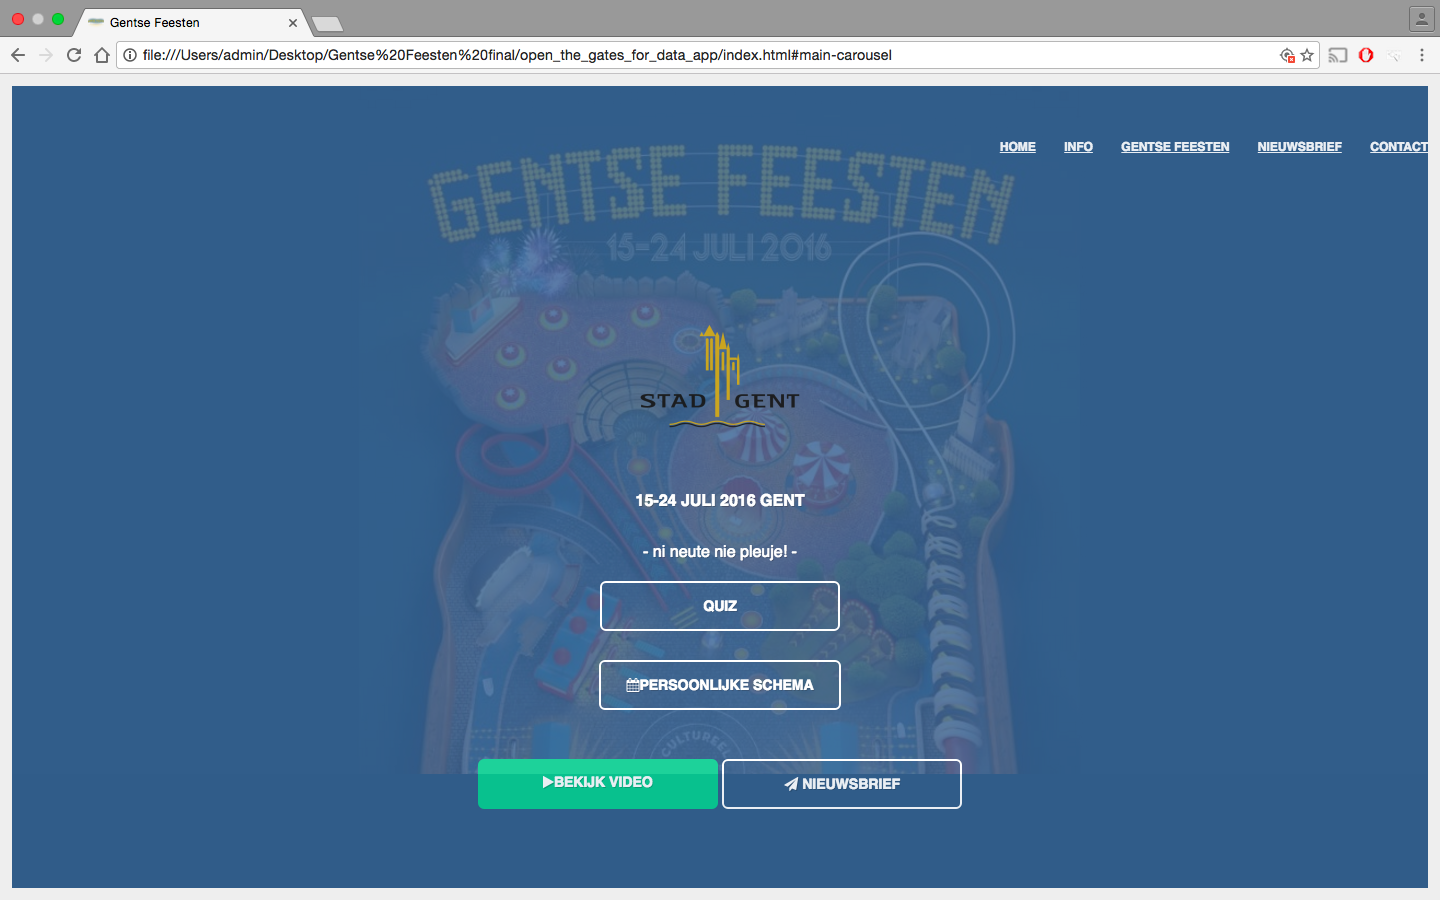 Gentse Feesten
file:///Users/admin/Desktop/Gentse%20Feesten%20final/open_the_gates_for_data_app/index.html#main-carousel
HOME INFO GENTSE FEESTEN NIEUWSBRIEF CONTACT
GENTSE FEESTEN
15-24 JULI 2016
STAD GENT
15-24 JULI 2016 GENT
- ni neute nie pleuje! -
QUIZ
PERSOONLIJKE SCHEMA
CULTUREEL
BEKIJK VIDEO
NIEUWSBRIEF